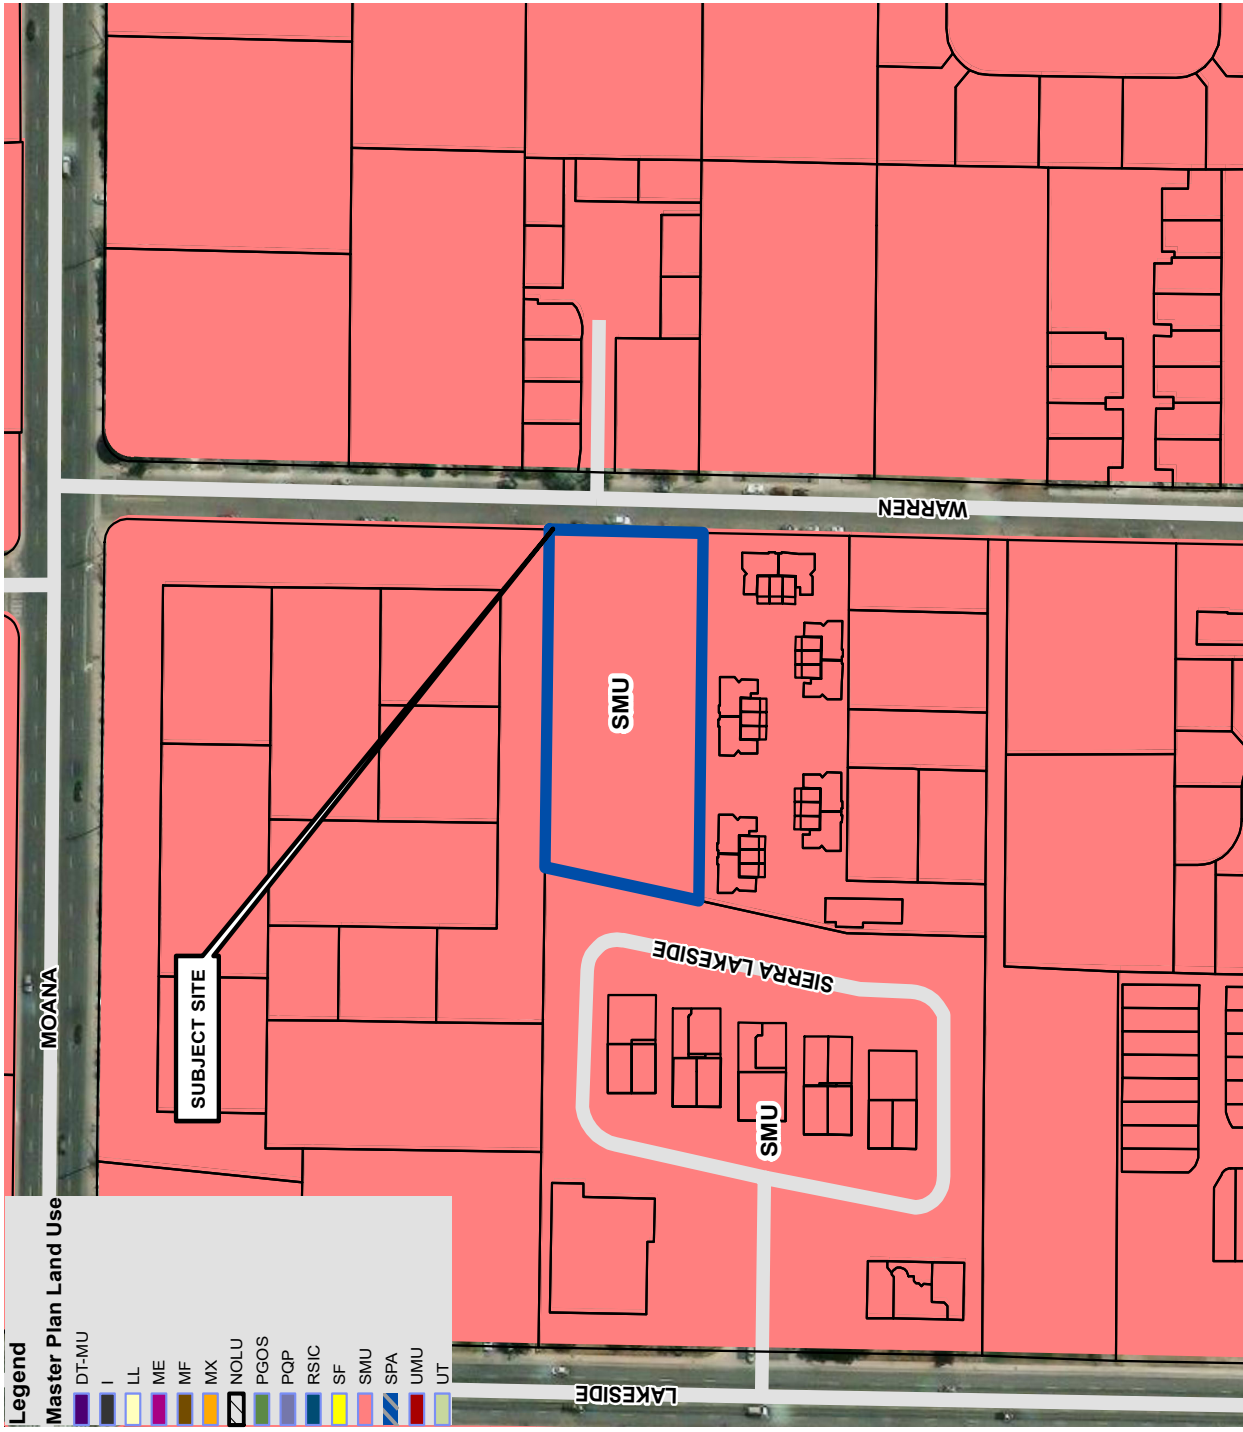 MOANA
WARREN
SMU
SIERRA LAKESIDE
SUBJECT SITE
SMU
LAKESIDE
Legend
Master Plan Land Use
DT-MU
I
LL
ME
MF
MX
NOLU
PGOS
PQP
RSIC
SF
SMU
SPA
UMU
UT